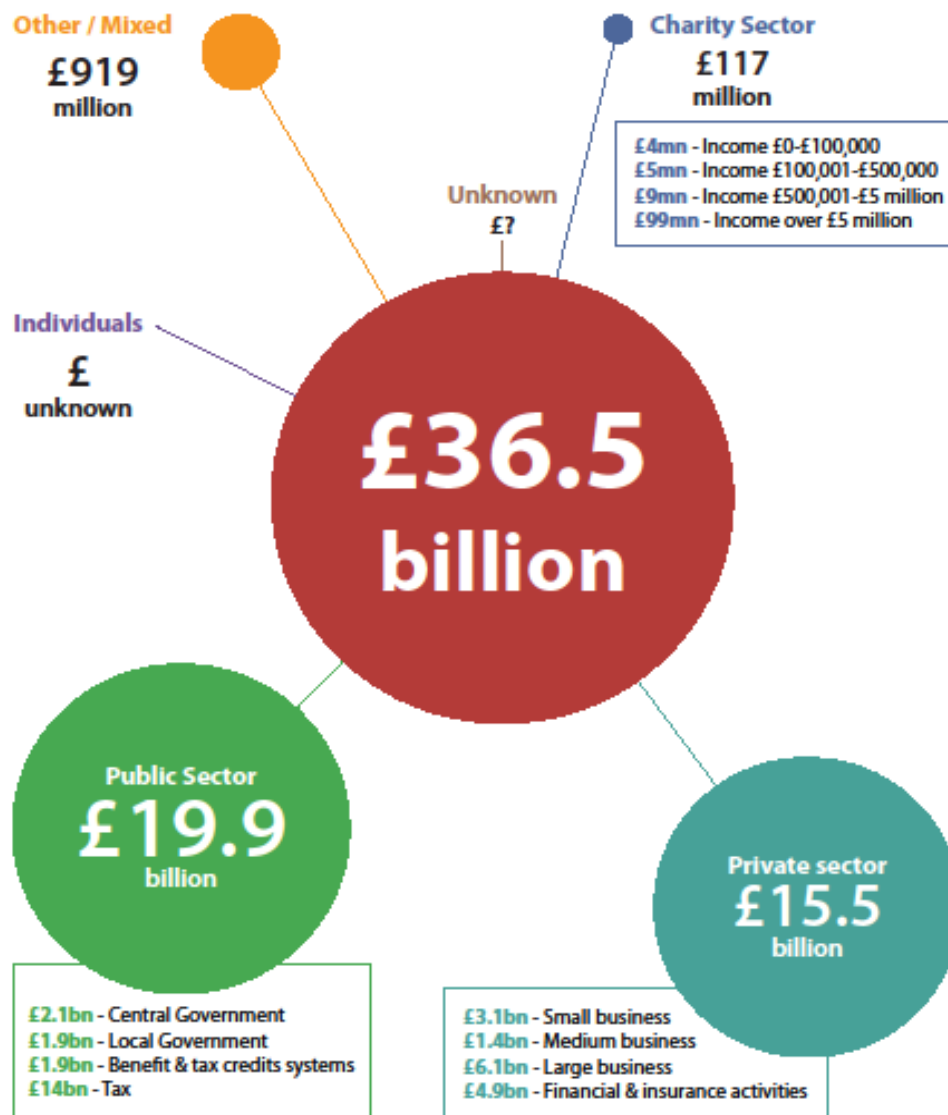 Other / Mixed
£919
million
Charity Sector
£117
million
£4mn - Income £0-£100,000
£5mn - Income £100,001-£500,000
£9mn - Income £500,001-£5 million
£99mn - Income over £5 million
Unknown
£?
Individuals
£
unknown
£36.5
billion
Public Sector
£19.9
billion
£2.1bn - Central Government
£1.9bn - Local Government
£1.9bn - Benefit & tax credits systems
£14bn - Tax
Private sector
£15.5
billion
£3.1bn - Small business
£1.4bn - Medium business
£6.1bn - Large business
£4.9bn - Financial & insurance activities